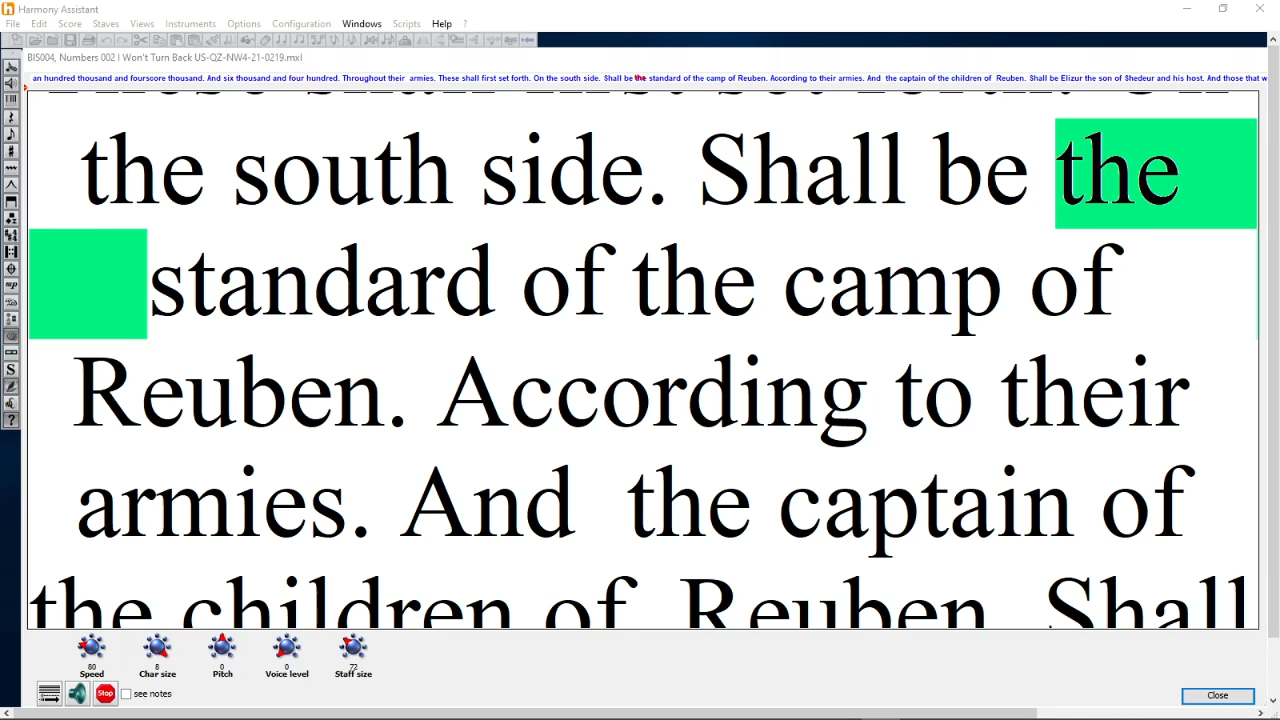 Harmony Assistant
File Edit Score Staves Views Instruments Options Configuration Windows Scripts Help ?
BIS004, Numbers 002 I Won't Turn Back US-QZ-NW4-21-0219.mxl
an hundred thousand and fourscore thousand. And six thousand and four hundred. Throughout their armies. These shall first set forth. On the south side. Shall be the standard of the camp of Reuben. According to their armies. And the captain of the children of Reuben. Shall be Elizur the son of Shedeur and his host. And those that w
the south side. Shall be the
standard of the camp of
Reuben. According to their
armies. And the captain of
the children of Reuben. Shall
80 8 0 0 72
Speed Char size Pitch Voice level Staff size
Stop see notes Close